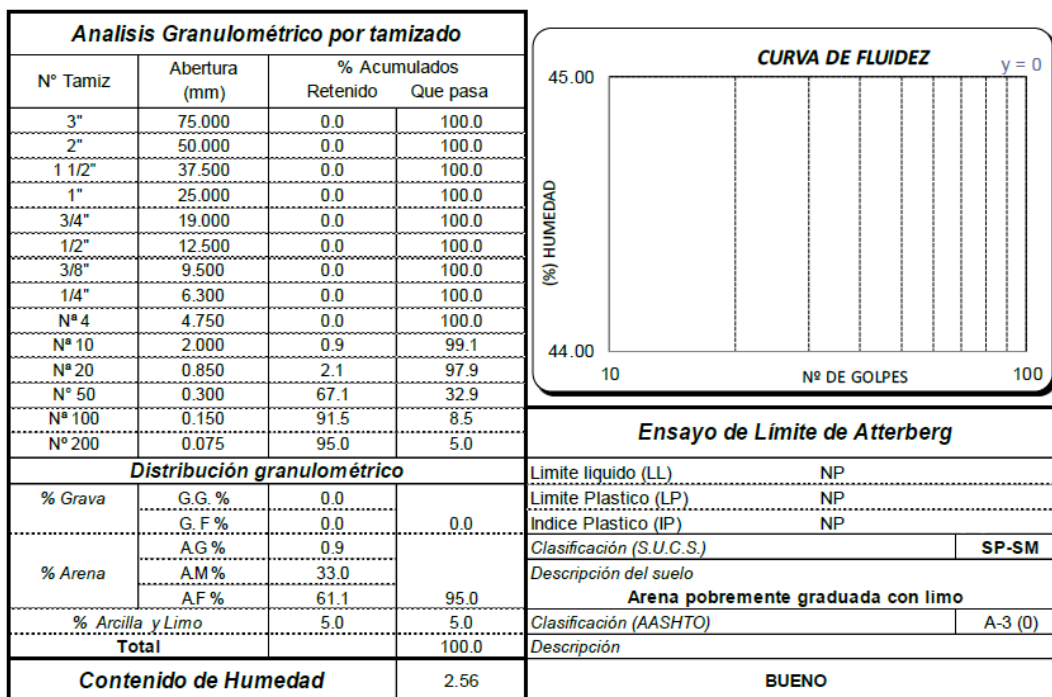 Analisis Granulométrico por tamizado
N° Tamiz Abertura (mm) % Acumulados
Retenido Que pasa
3" 75.000 0.0 100.0
2" 50.000 0.0 100.0
1 1/2" 37.500 0.0 100.0
1" 25.000 0.0 100.0
3/4" 19.000 0.0 100.0
1/2" 12.500 0.0 100.0
3/8" 9.500 0.0 100.0
1/4" 6.300 0.0 100.0
Nª 4 4.750 0.0 100.0
Nª 10 2.000 0.9 99.1
Nª 20 0.850 2.1 97.9
N° 50 0.300 67.1 32.9
Nª 100 0.150 91.5 8.5
Nº 200 0.075 95.0 5.0
Distribución granulométrico
% Grava G.G. % 0.0
G. F % 0.0 0.0
% Arena A.G % 0.9
A.M % 33.0
A.F % 61.1 95.0
% Arcilla y Limo 5.0 5.0
Total 100.0
Contenido de Humedad 2.56
CURVA DE FLUIDEZ
y = 0
45.00
(%) HUMEDAD
44.00
10 Nº DE GOLPES 100
Ensayo de Límite de Atterberg
Limite liquido (LL) NP
Limite Plastico (LP) NP
Indice Plastico (IP) NP
Clasificación (S.U.C.S.) SP-SM
Descripción del suelo
Arena pobremente graduada con limo
Clasificación (AASHTO) A-3 (0)
Descripción
BUENO